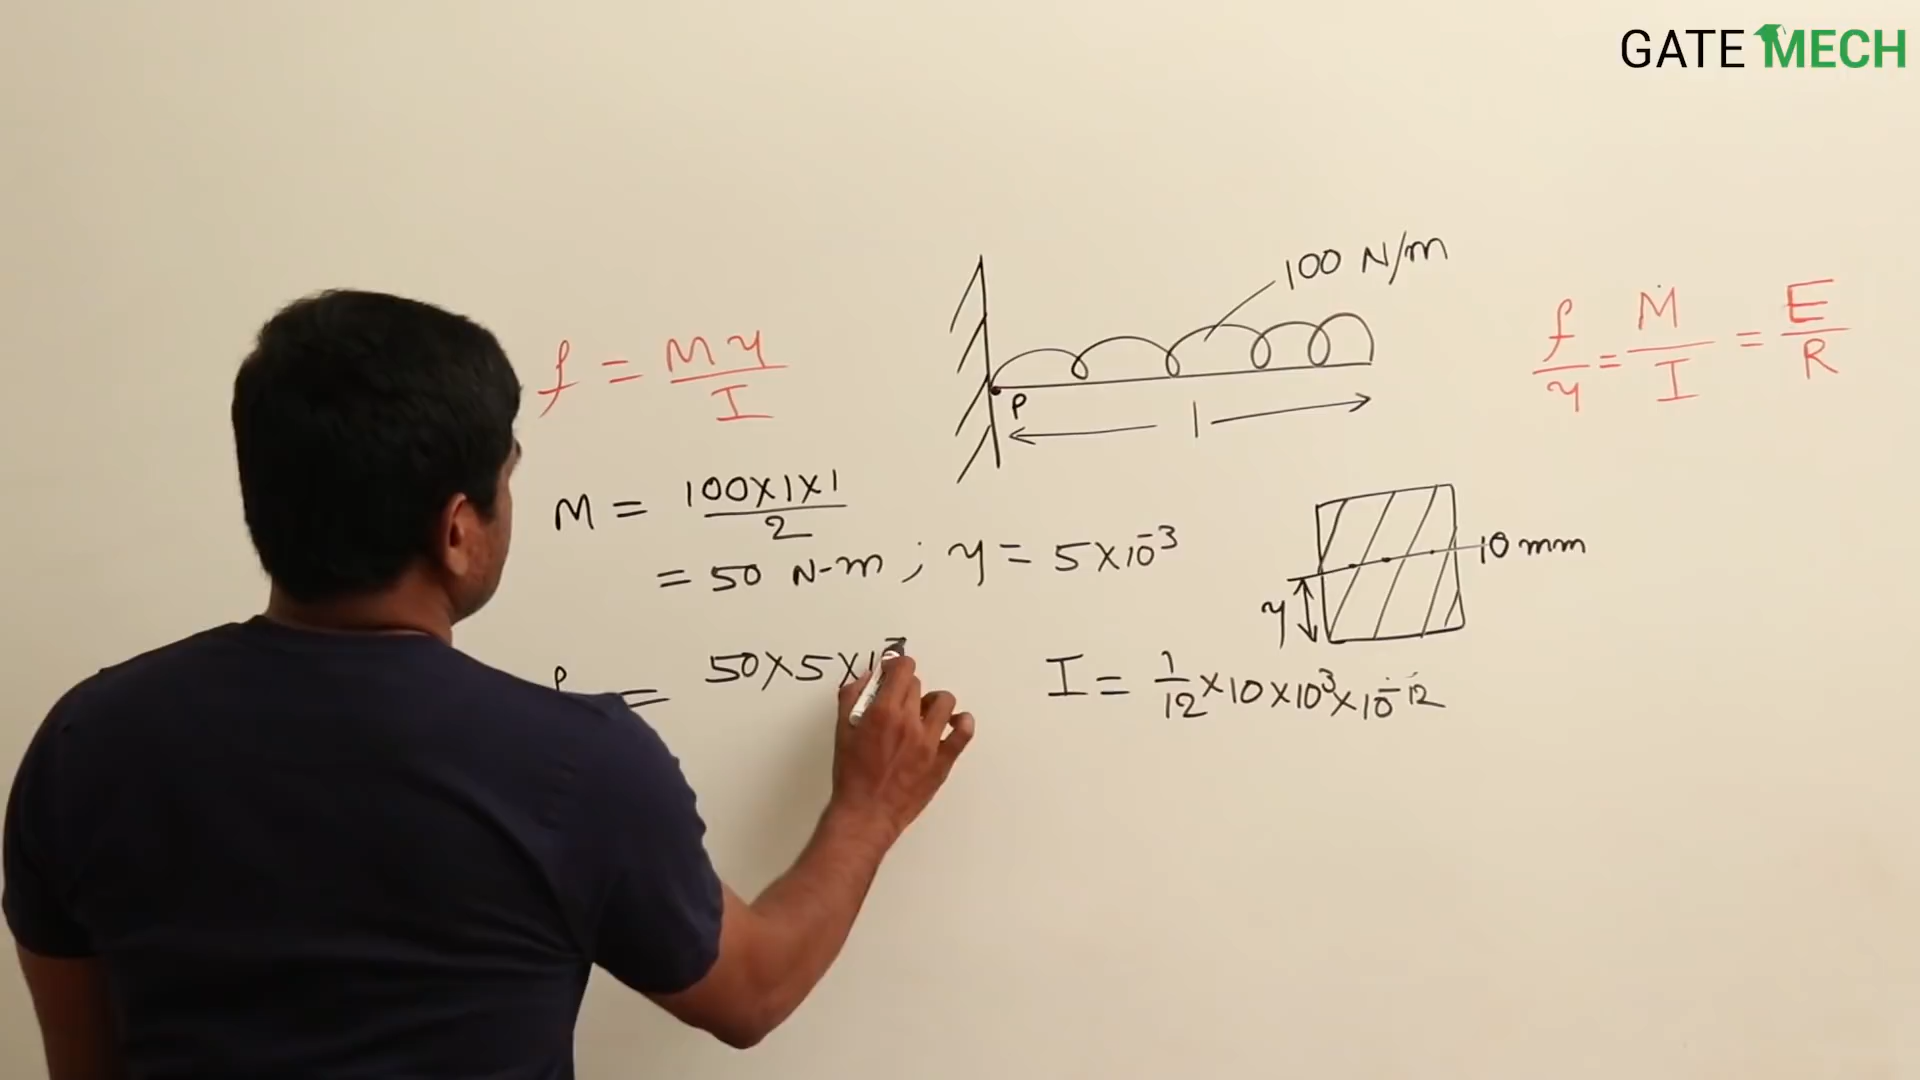 GATE MECH
100 N/m
f = My/I
f/y = M/I = E/R
P
1
M = 100×1×1/2
= 50 N-m ; y = 5×10⁻³
10 mm
y
= 50×5×1
I = 1/12 ×10×10³×10⁻¹²